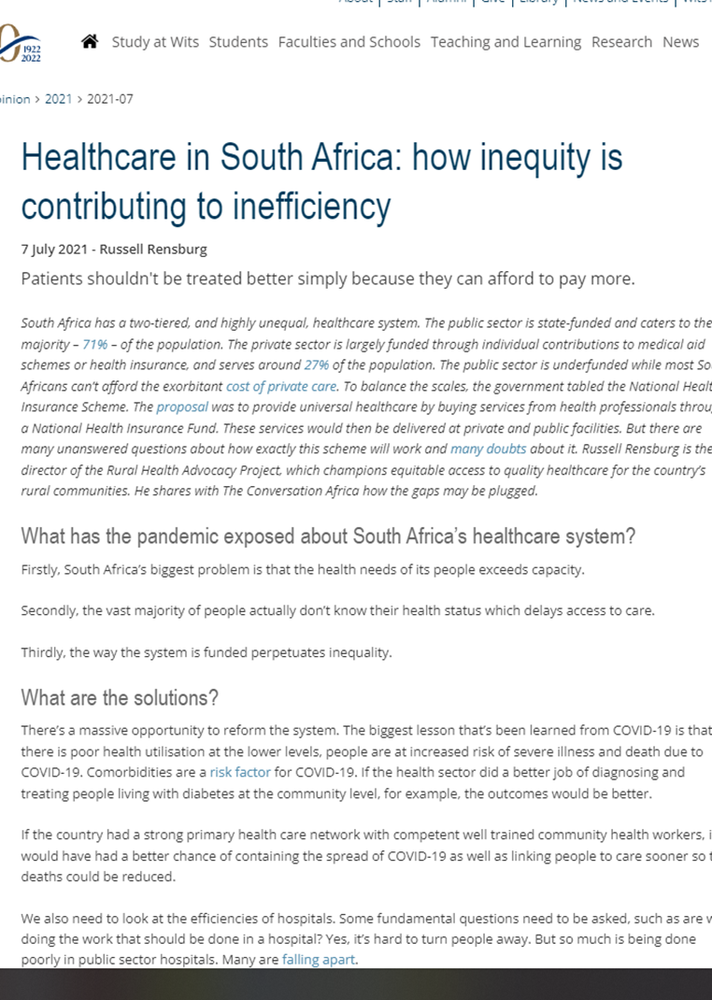 About | Staff | Alumni | Give | Library | News and Events | Wits
1922
2022
Study at Wits Students Faculties and Schools Teaching and Learning Research News
inion > 2021 > 2021-07
Healthcare in South Africa: how inequity is
contributing to inefficiency
7 July 2021 - Russell Rensburg
Patients shouldn't be treated better simply because they can afford to pay more.
South Africa has a two-tiered, and highly unequal, healthcare system. The public sector is state-funded and caters to the
majority – 71% – of the population. The private sector is largely funded through individual contributions to medical aid
schemes or health insurance, and serves around 27% of the population. The public sector is underfunded while most So
Africans can't afford the exorbitant cost of private care. To balance the scales, the government tabled the National Healt
Insurance Scheme. The proposal was to provide universal healthcare by buying services from health professionals throu
a National Health Insurance Fund. These services would then be delivered at private and public facilities. But there are
many unanswered questions about how exactly this scheme will work and many doubts about it. Russell Rensburg is the
director of the Rural Health Advocacy Project, which champions equitable access to quality healthcare for the country's
rural communities. He shares with The Conversation Africa how the gaps may be plugged.
What has the pandemic exposed about South Africa's healthcare system?
Firstly, South Africa's biggest problem is that the health needs of its people exceeds capacity.
Secondly, the vast majority of people actually don't know their health status which delays access to care.
Thirdly, the way the system is funded perpetuates inequality.
What are the solutions?
There's a massive opportunity to reform the system. The biggest lesson that's been learned from COVID-19 is that
there is poor health utilisation at the lower levels, people are at increased risk of severe illness and death due to
COVID-19. Comorbidities are a risk factor for COVID-19. If the health sector did a better job of diagnosing and
treating people living with diabetes at the community level, for example, the outcomes would be better.
If the country had a strong primary health care network with competent well trained community health workers, i
would have had a better chance of containing the spread of COVID-19 as well as linking people to care sooner so t
deaths could be reduced.
We also need to look at the efficiencies of hospitals. Some fundamental questions need to be asked, such as are w
doing the work that should be done in a hospital? Yes, it's hard to turn people away. But so much is being done
poorly in public sector hospitals. Many are falling apart.